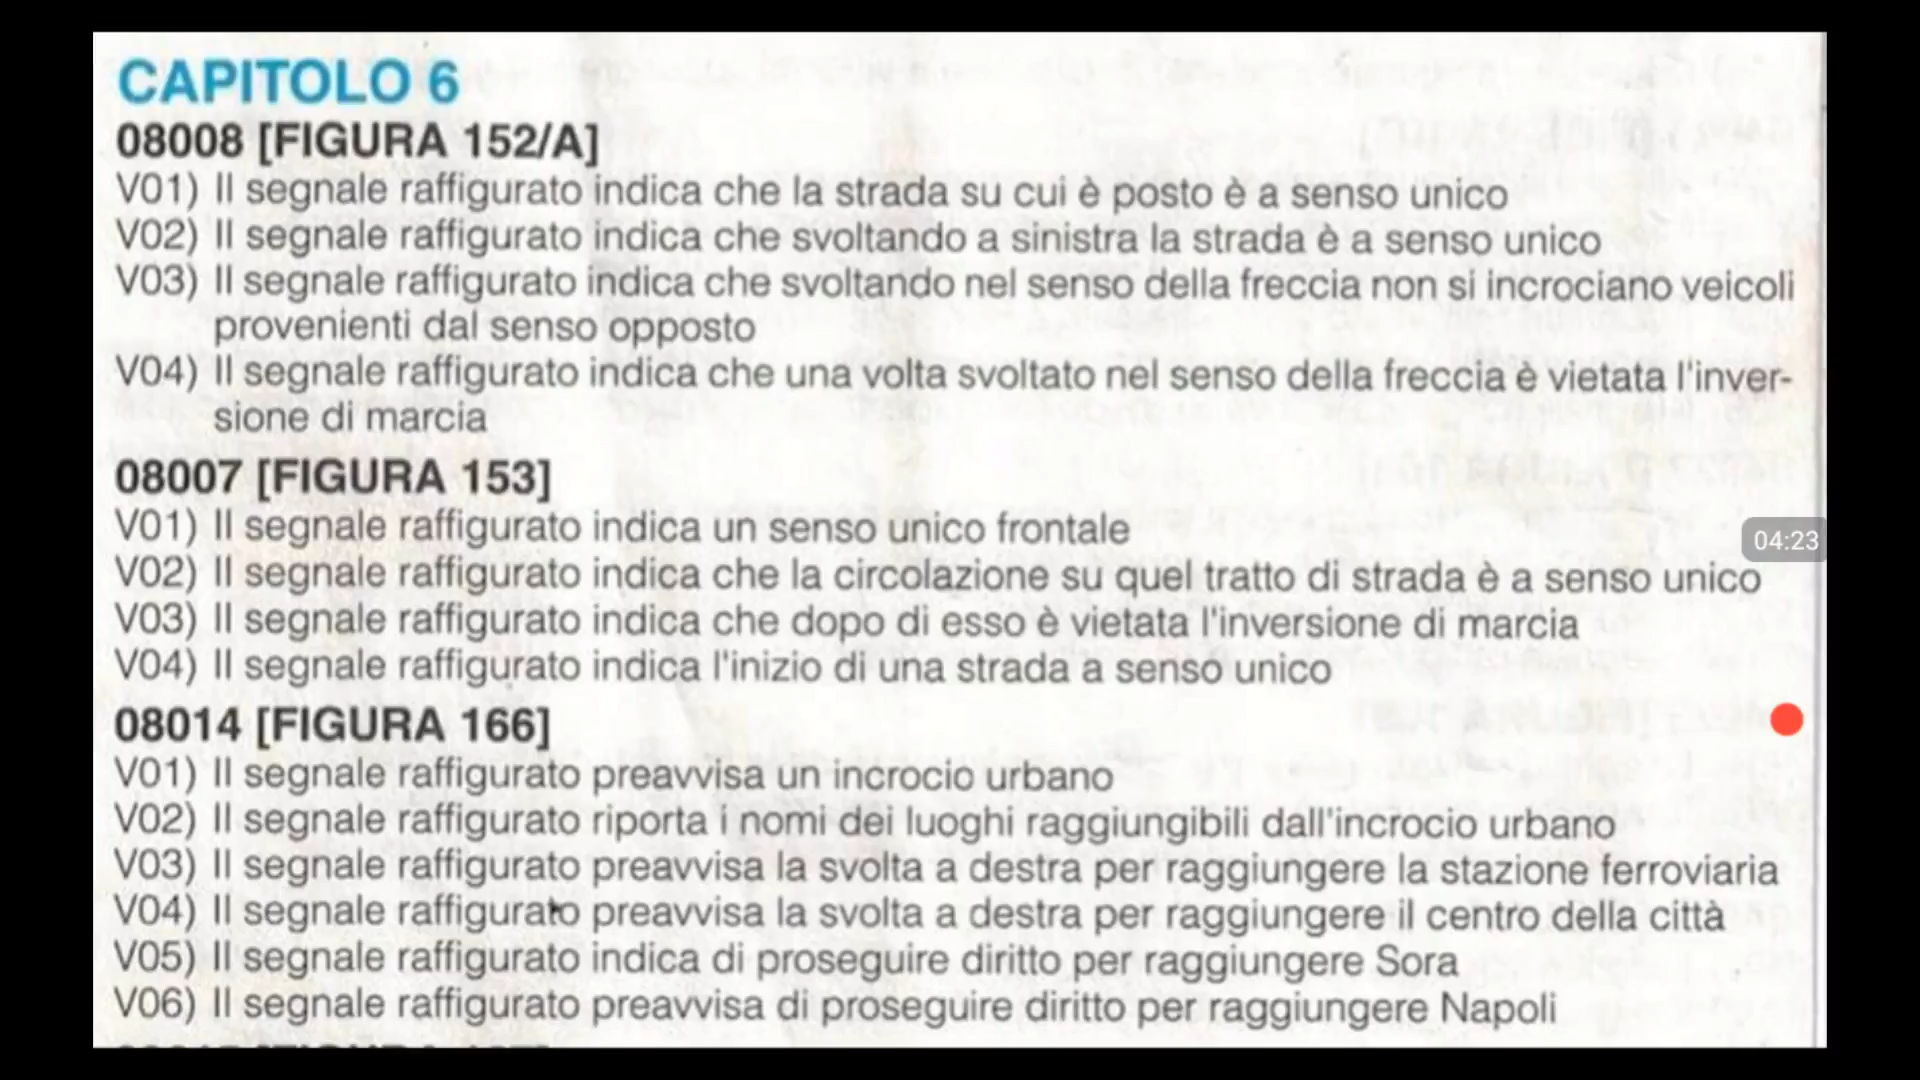 CAPITOLO 6
08008 [FIGURA 152/A]
V01) Il segnale raffigurato indica che la strada su cui è posto è a senso unico
V02) Il segnale raffigurato indica che svoltando a sinistra la strada è a senso unico
V03) Il segnale raffigurato indica che svoltando nel senso della freccia non si incrociano veicoli
provenienti dal senso opposto
V04) Il segnale raffigurato indica che una volta svoltato nel senso della freccia è vietata l'inver-
sione di marcia
08007 [FIGURA 153]
V01) Il segnale raffigurato indica un senso unico frontale
04:23
V02) Il segnale raffigurato indica che la circolazione su quel tratto di strada è a senso unico
V03) Il segnale raffigurato indica che dopo di esso è vietata l'inversione di marcia
V04) Il segnale raffigurato indica l'inizio di una strada a senso unico
08014 [FIGURA 166]
V01) Il segnale raffigurato preavvisa un incrocio urbano
V02) Il segnale raffigurato riporta i nomi dei luoghi raggiungibili dall'incrocio urbano
V03) Il segnale raffigurato preavvisa la svolta a destra per raggiungere la stazione ferroviaria
V04) Il segnale raffigurato preavvisa la svolta a destra per raggiungere il centro della città
V05) Il segnale raffigurato indica di proseguire diritto per raggiungere Sora
V06) Il segnale raffigurato preavvisa di proseguire diritto per raggiungere Napoli